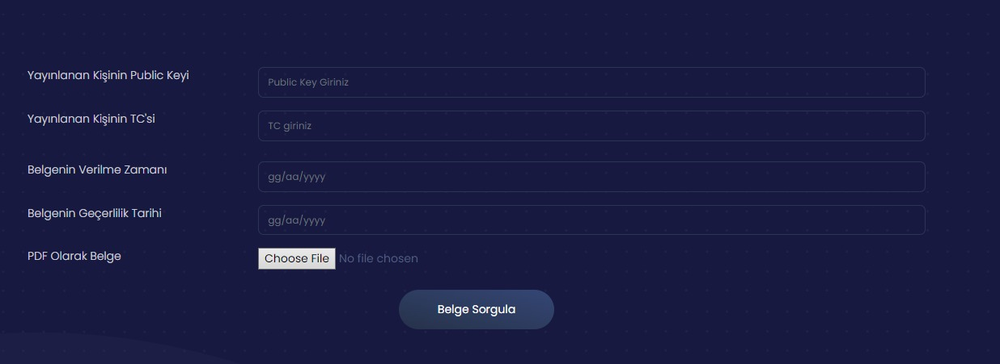 Yayınlanan Kişinin Public Keyi
Public Key Giriniz
Yayınlanan Kişinin TC'si
TC giriniz
Belgenin Verilme Zamanı
gg/aa/yyyy
Belgenin Geçerlilik Tarihi
gg/aa/yyyy
PDF Olarak Belge
Choose File No file chosen
Belge Sorgula